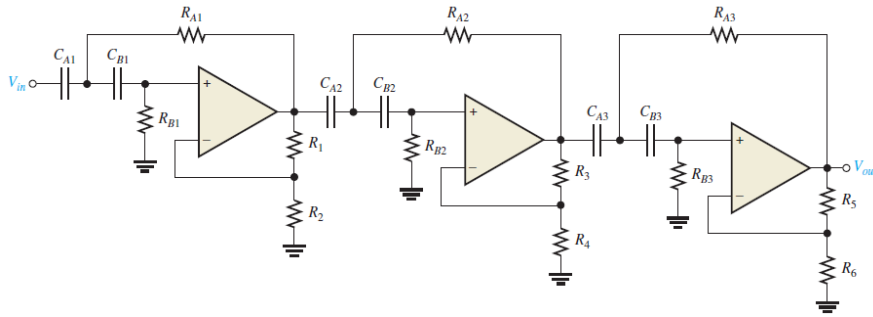 R_A1
R_A2
R_A3
C_A1
C_B1
V_in
+
−
R_B1
R_1
R_2
C_A2
C_B2
+
−
R_B2
R_3
R_4
C_A3
C_B3
+
−
R_B3
V_ou
R_5
R_6